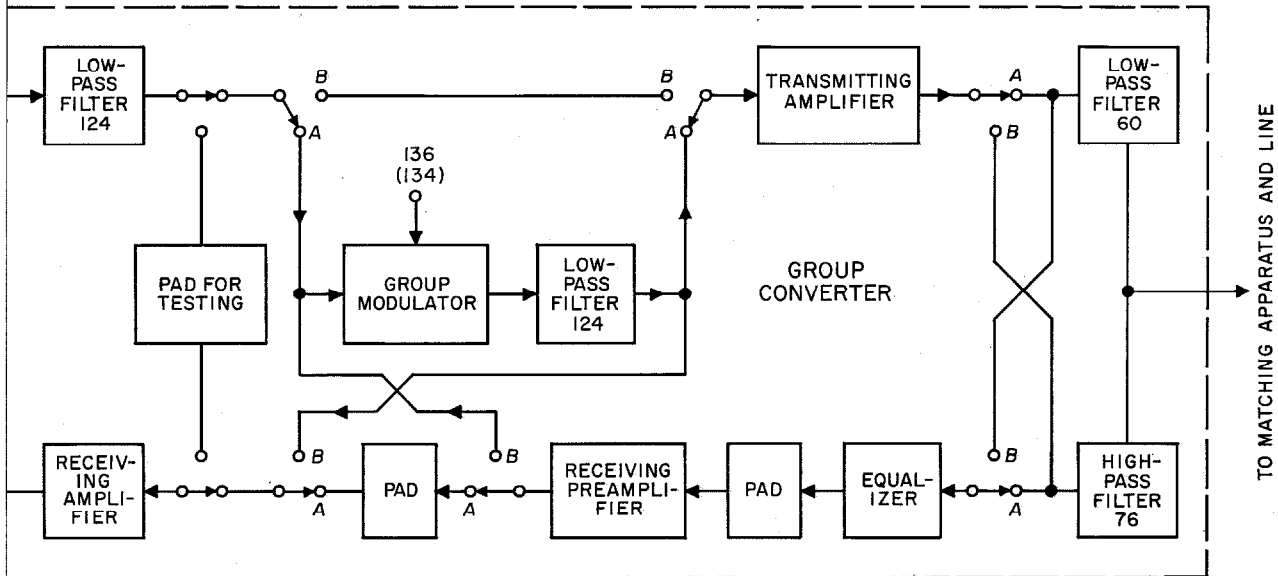 LOW-
PASS
FILTER
124
B
B
A
A
TRANSMITTING
AMPLIFIER
A
B
LOW-
PASS
FILTER
60
136
(134)
PAD FOR
TESTING
GROUP
MODULATOR
LOW-
PASS
FILTER
124
GROUP
CONVERTER
TO MATCHING APPARATUS AND LINE
RECEIV-
ING
AMPLI-
FIER
B
A
PAD
B
A
RECEIVING
PREAMPLI-
FIER
PAD
EQUAL-
IZER
B
A
HIGH-
PASS
FILTER
76